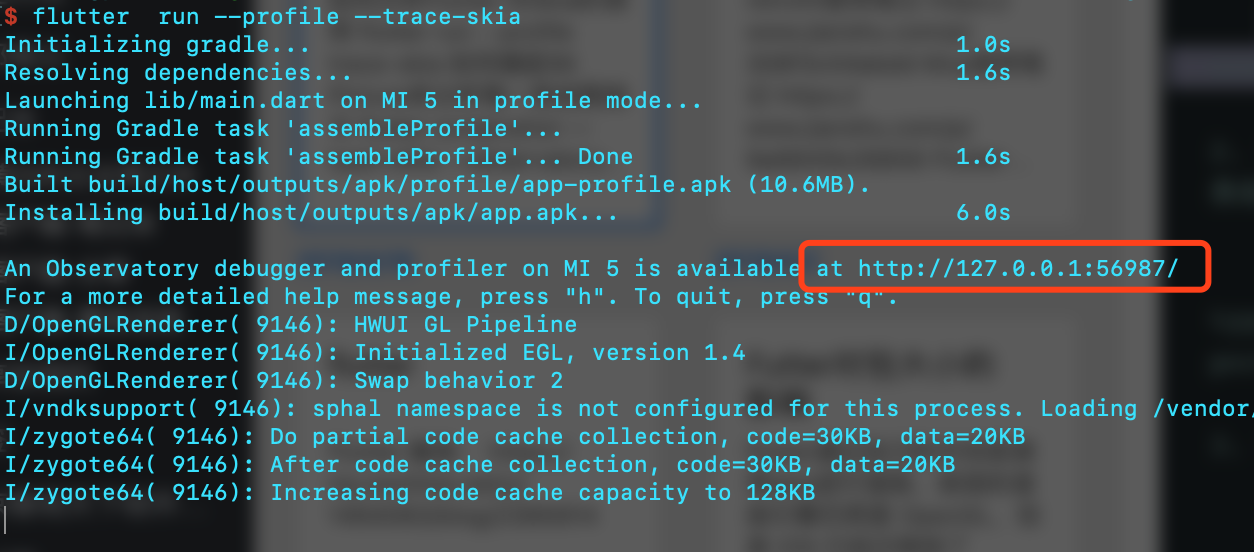 $ flutter  run --profile --trace-skia
Initializing gradle...                                         1.0s
Resolving dependencies...                                      1.6s
Launching lib/main.dart on MI 5 in profile mode...
Running Gradle task 'assembleProfile'...
Running Gradle task 'assembleProfile'... Done                  1.6s
Built build/host/outputs/apk/profile/app-profile.apk (10.6MB).
Installing build/host/outputs/apk/app.apk...                   6.0s
An Observatory debugger and profiler on MI 5 is available at http://127.0.0.1:56987/
For a more detailed help message, press "h". To quit, press "q".
D/OpenGLRenderer( 9146): HWUI GL Pipeline
I/OpenGLRenderer( 9146): Initialized EGL, version 1.4
D/OpenGLRenderer( 9146): Swap behavior 2
I/vndksupport( 9146): sphal namespace is not configured for this process. Loading /vendor/
I/zygote64( 9146): Do partial code cache collection, code=30KB, data=20KB
I/zygote64( 9146): After code cache collection, code=30KB, data=20KB
I/zygote64( 9146): Increasing code cache capacity to 128KB